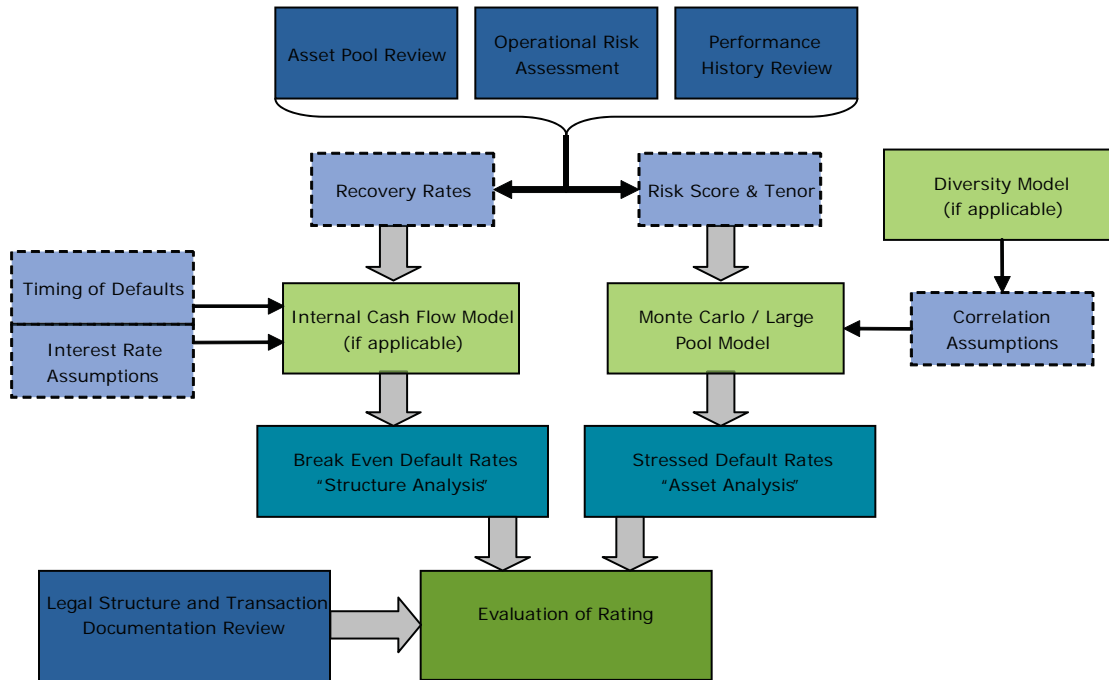 Asset Pool Review
Operational Risk
Assessment
Performance
History Review
Recovery Rates
Risk Score & Tenor
Diversity Model
(if applicable)
Timing of Defaults
Interest Rate
Assumptions
Internal Cash Flow Model
(if applicable)
Monte Carlo / Large
Pool Model
Correlation
Assumptions
Break Even Default Rates
“Structure Analysis”
Stressed Default Rates
“Asset Analysis”
Legal Structure and Transaction
Documentation Review
Evaluation of Rating